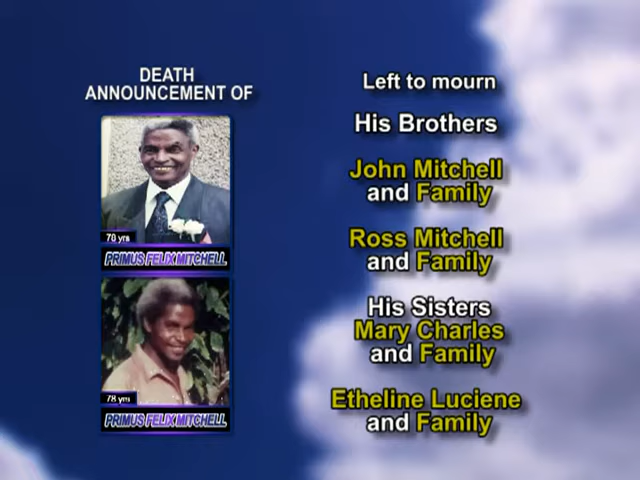 DEATH
ANNOUNCEMENT OF
78 yrs
PRIMUS FELIX MITCHELL
78 yrs
PRIMUS FELIX MITCHELL
Left to mourn
His Brothers
John Mitchell
and Family
Ross Mitchell
and Family
His Sisters
Mary Charles
and Family
Etheline Luciene
and Family